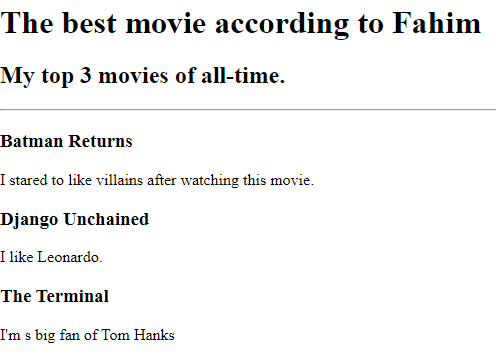 The best movie according to Fahim
My top 3 movies of all-time.
Batman Returns
I stared to like villains after watching this movie.
Django Unchained
I like Leonardo.
The Terminal
I'm s big fan of Tom Hanks